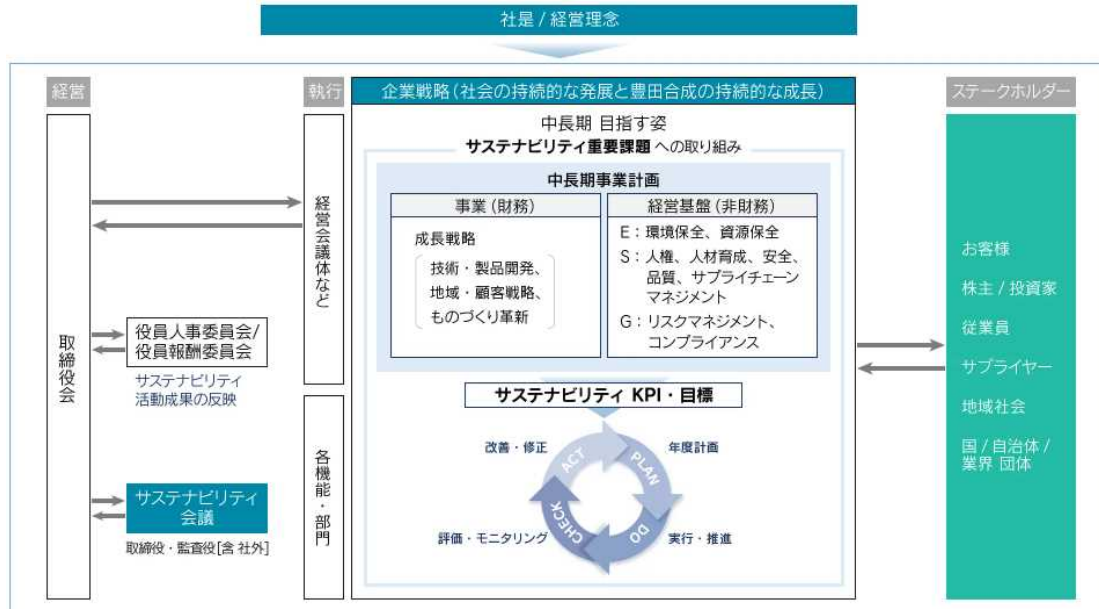 社是 / 経営理念
経営
取締役会
役員人事委員会/
役員報酬委員会
サステナビリティ
活動成果の反映
サステナビリティ
会議
取締役・監査役[含 社外]
執行
経営会議体など
各機能・部門
企業戦略(社会の持続的な発展と豊田合成の持続的な成長)
中長期 目指す姿
サステナビリティ重要課題 への取り組み
中長期事業計画
事業 (財務)
成長戦略
技術・製品開発、
地域・顧客戦略、
ものづくり革新
経営基盤 (非財務)
E:環境保全、資源保全
S:人権、人材育成、安全、
品質、サプライチェーン
マネジメント
G:リスクマネジメント、
コンプライアンス
サステナビリティ KPI・目標
改善・修正
ACT
PLAN
年度計画
評価・モニタリング
CHECK
DO
実行・推進
ステークホルダー
お客様
株主 / 投資家
従業員
サプライヤー
地域社会
国 / 自治体 /
業界 団体